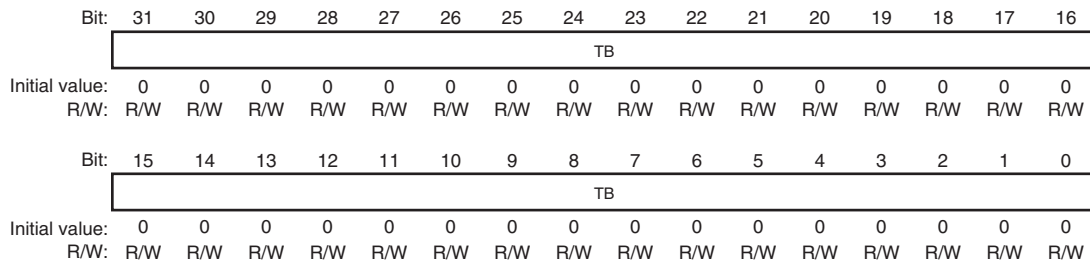 Bit: 31 30 29 28 27 26 25 24 23 22 21 20 19 18 17 16
TB
Initial value: 0 0 0 0 0 0 0 0 0 0 0 0 0 0 0 0
R/W: R/W R/W R/W R/W R/W R/W R/W R/W R/W R/W R/W R/W R/W R/W R/W R/W
Bit: 15 14 13 12 11 10 9 8 7 6 5 4 3 2 1 0
TB
Initial value: 0 0 0 0 0 0 0 0 0 0 0 0 0 0 0 0
R/W: R/W R/W R/W R/W R/W R/W R/W R/W R/W R/W R/W R/W R/W R/W R/W R/W